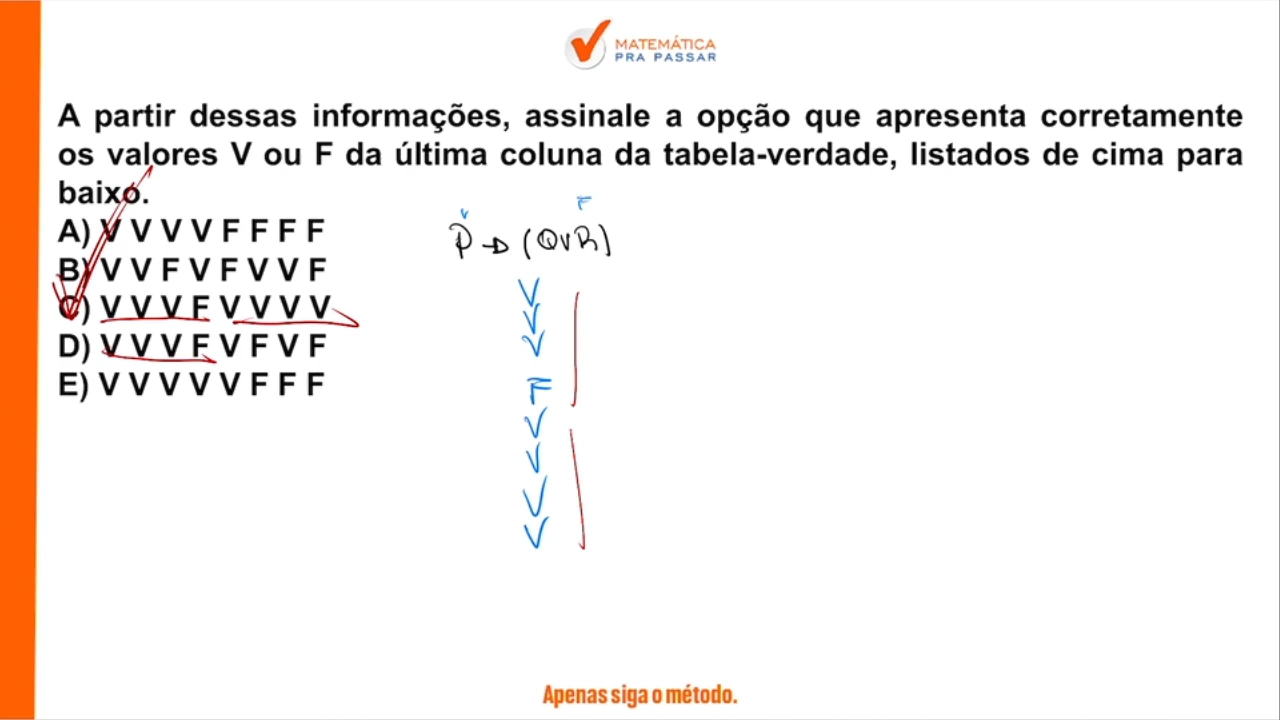 MATEMÁTICA
PRA PASSAR
A partir dessas informações, assinale a opção que apresenta corretamente
os valores V ou F da última coluna da tabela-verdade, listados de cima para
baixo.
A) V V V V F F F F
B) V V F V F V V F
C) V V V F V V V V
D) V V V F V F V F
E) V V V V V F F F
V F
P → (Q v R)
V
V
V
F
V
V
V
V
Apenas siga o método.